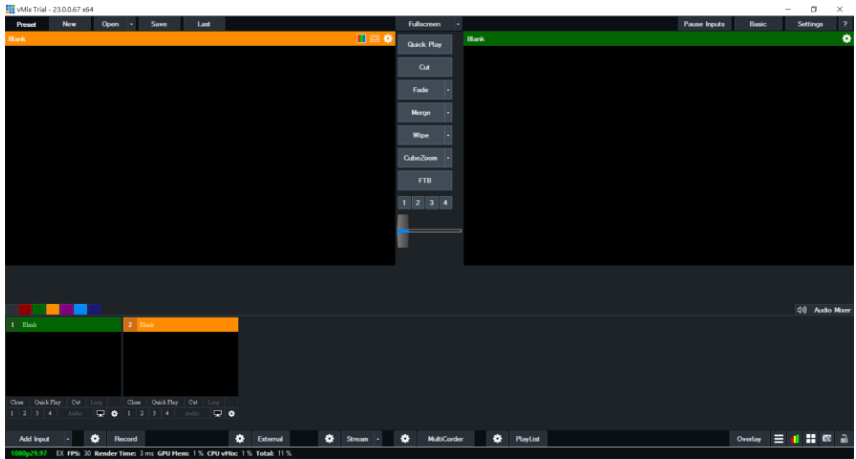 vMix Trial - 23.0.0.67 x64
Preset New Open Save Last Fullscreen Pause Inputs Basic Settings ?
Blank
Blank
Quick Play
Cut
Fade
Merge
Wipe
CubeZoom
FTB
1 2 3 4
Audio Mixer
1 Blank
2 Blank
Close Quick Play Cut Loop Close Quick Play Cut Loop
1 2 3 4 Audio 1 2 3 4 Audio
Add Input Record External Stream MultiCorder PlayList Overlay
1080p29.97 EX FPS: 30 Render Time: 3 ms GPU Mem: 1 % CPU vMix: 1 % Total: 11 %